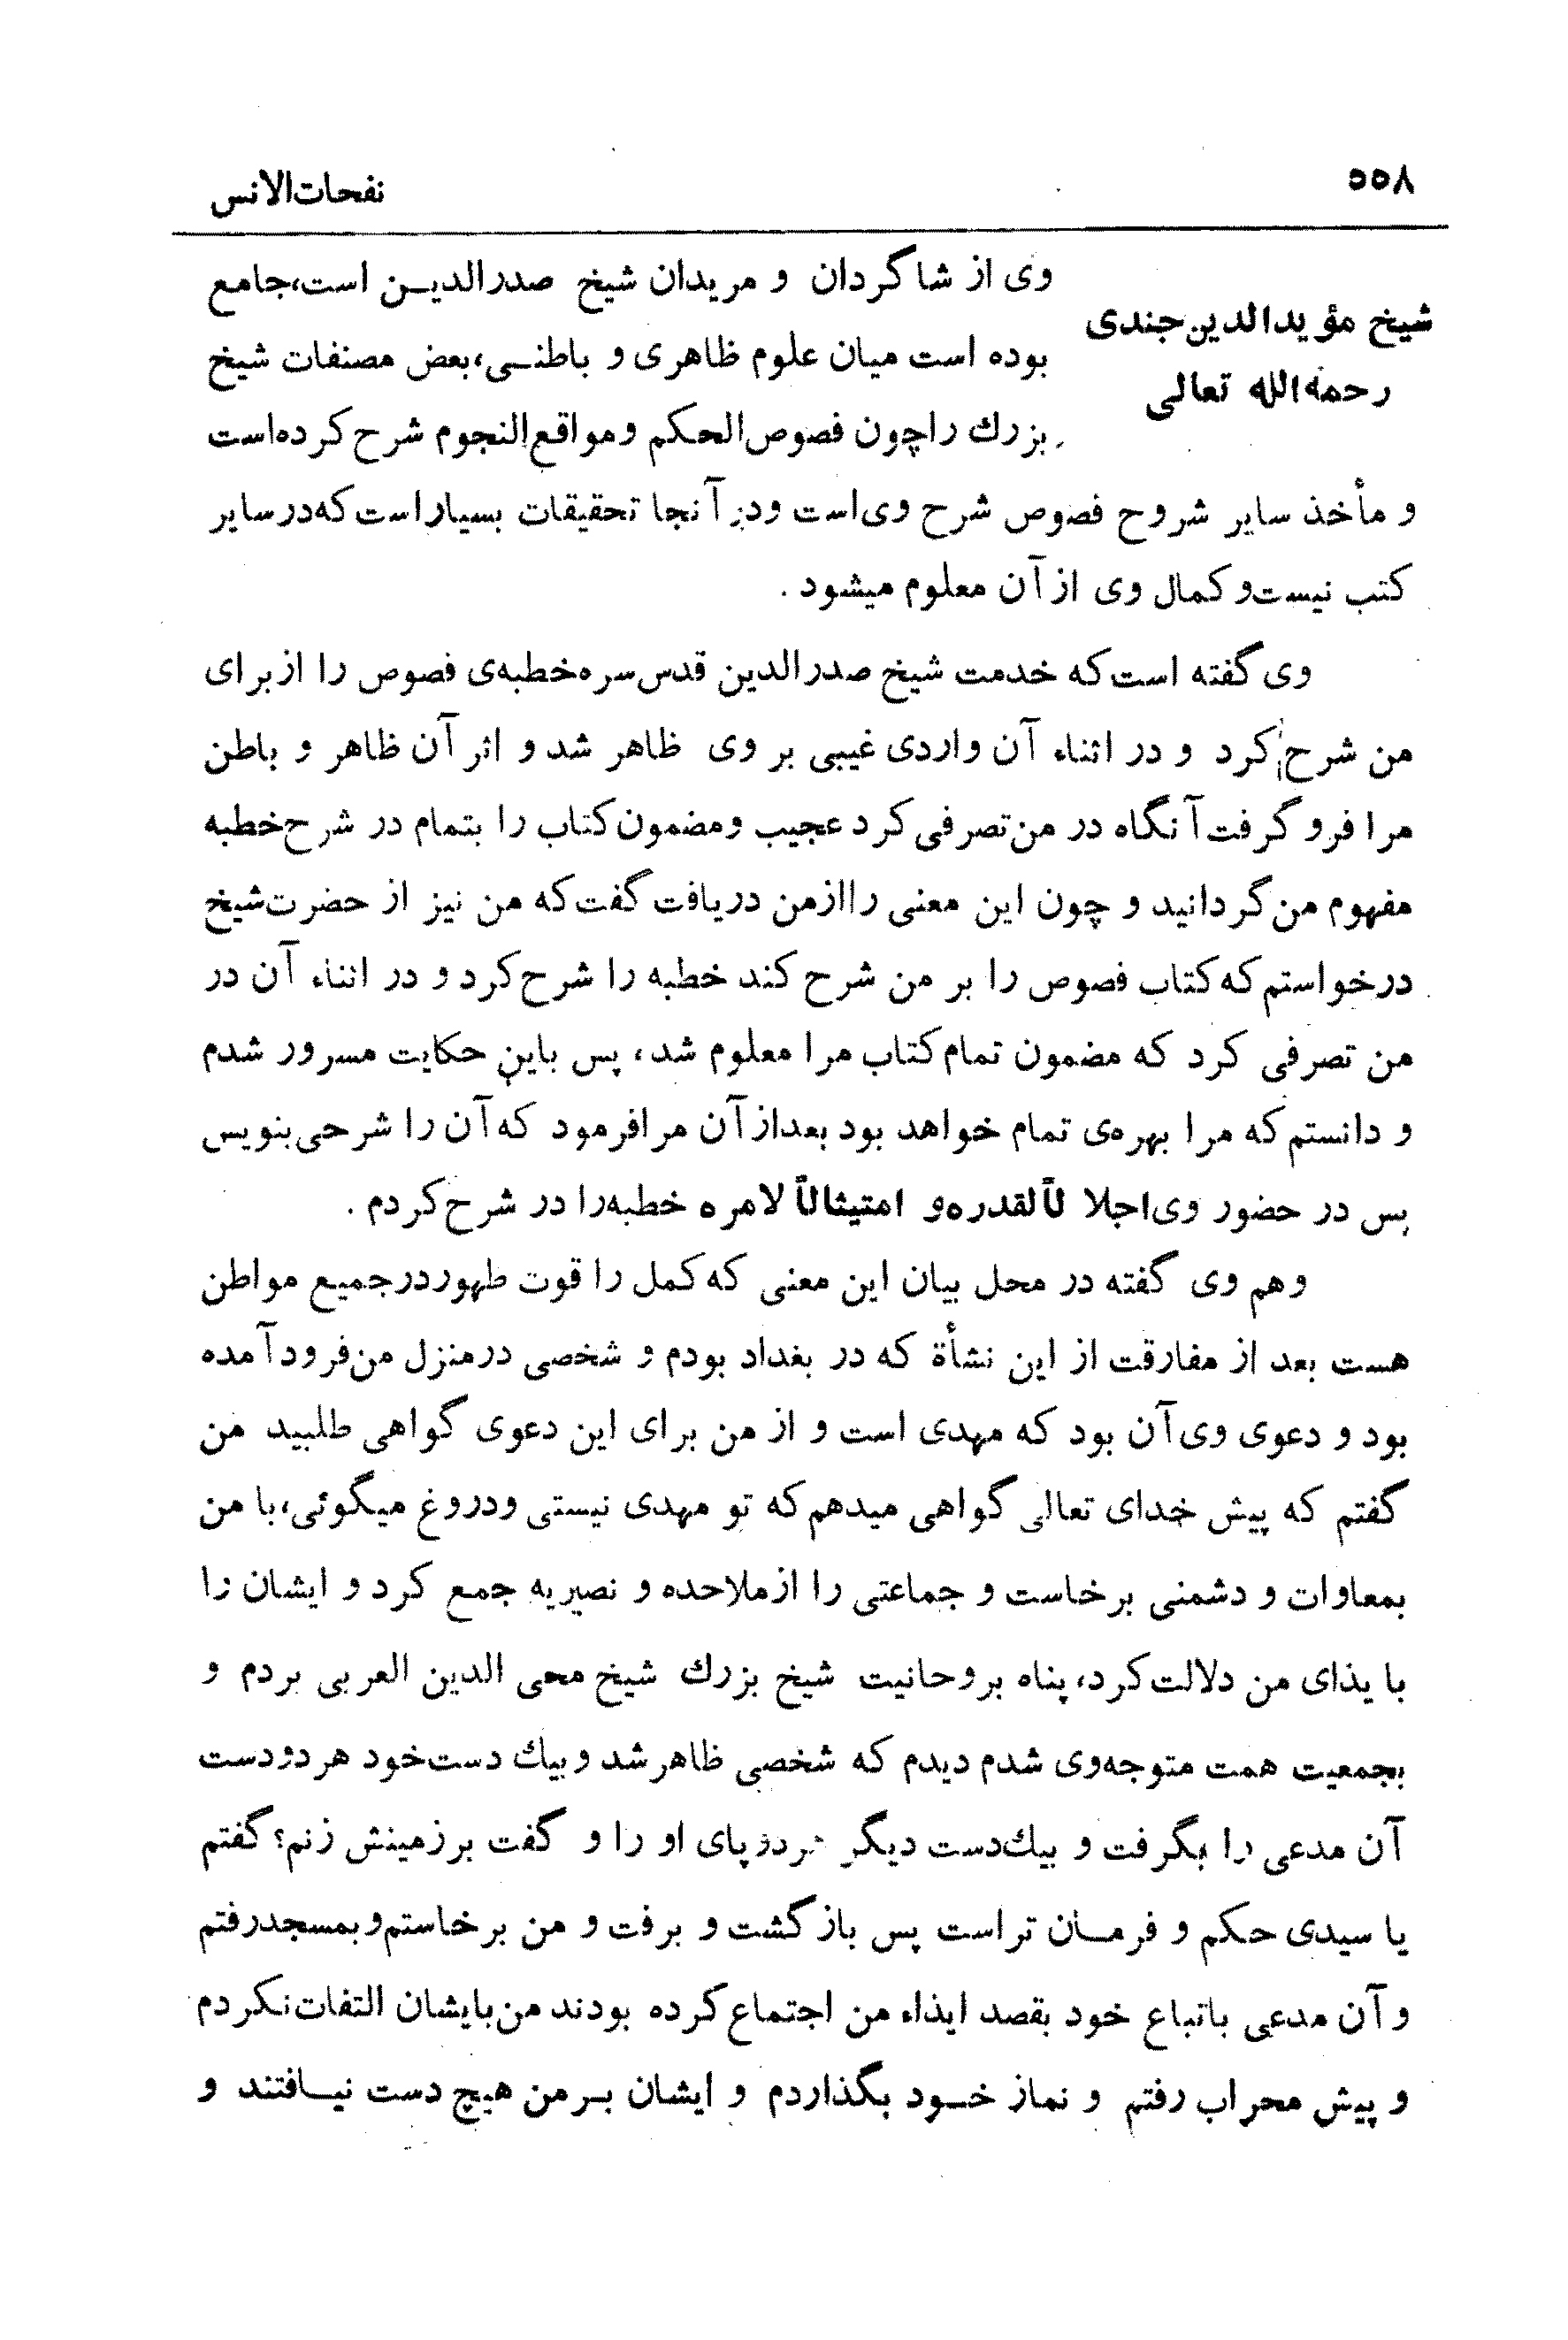 ۵۵۸
نفحات‌الانس
شیخ مؤیدالدین‌جندی
رحمه‌الله تعالی
وی از شاگردان و مریدان شیخ صدرالدیـن است،جامع
بوده است میان علوم ظاهری و باطنـی،بعض مصنفات شیخ
بزرك راچون فصوص‌الحکم ومواقع‌النجوم شرح کرده‌است
و مأخذ سایر شروح فصوص شرح وی‌است ودر آنجا تحقیقات بسیاراست که‌درسایر
کتب نیست‌و کمال وی از آن معلوم میشود .
وی گفته است‌که خدمت شیخ صدرالدین قدس‌سره‌خطبه‌ی فصوص را ازبرای
من شرح کرد و در اثناء آن واردی غیبی بر وی ظاهر شد و اثر آن ظاهر و باطن
مرا فرو گرفت‌آنگاه در من‌تصرفی کرد عجیب ومضمون‌کتاب را بتمام در شرح‌خطبه
مفهوم من‌گردانید و چون این معنی راازمن دریافت گفت‌که من نیز از حضرت‌شیخ
درخواستم‌که کتاب فصوص را بر من شرح کند خطبه را شرح‌کرد و در اثناء آن در
من تصرفی کرد که مضمون تمام کتاب مرا معلوم شد، پس باین حکایت مسرور شدم
و دانستم‌که مرا بهره‌ی تمام خواهد بود بعدازآن مرافرمود که‌آن را شرحی‌بنویس
پس در حضور وی‌اجلا لاًلقدره‌و امتیثالاً لامره خطبه‌را در شرح‌کردم .
وهم وی گفته در محل بیان این معنی که کمل را قوت ظهوردرجمیع مواطن
هست بعد از مفارقت از این نشأة که در بغداد بودم و شخصی درمنزل من‌فرودآمده
بود و دعوی وی‌آن بود که مهدی است و از من برای این دعوی گواهی طلبید من
گفتم که پیش خدای تعالی گواهی میدهم‌که تو مهدی نیستی ودروغ میگوئی،با من
بمعاوات و دشمنی برخاست و جماعتی را ازملاحده و نصیریه جمع کرد و ایشان را
با یذای من دلالت‌کرد، پناه بروحانیت شیخ بزرك شیخ محی الدین العربی بردم و
بجمعیت همت متوجه‌وی شدم دیدم که شخصی ظاهرشد وبیك دست‌خود هردودست
آن مدعی را بگرفت و بیك‌دست دیگر هردو پای او را و گفت برزمینش زنم؟ گفتم
یا سیدی حکم و فرمـان تراست پس بازگشت و برفت و من برخاستم‌وبمسجدرفتم
و آن مدعی باتباع خود بقصد ایذاء من اجتماع‌کرده بودند من‌بایشان التفات‌نکردم
و پیش محراب رفتم و نماز خـود بگذاردم و ایشان بـرمن هیچ دست نیـافتند و